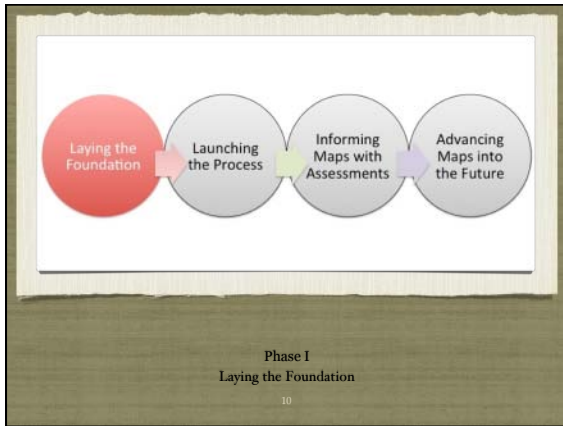 Laying the
Foundation
Launching
the Process
Informing
Maps with
Assessments
Advancing
Maps into
the Future
Phase I
Laying the Foundation
10